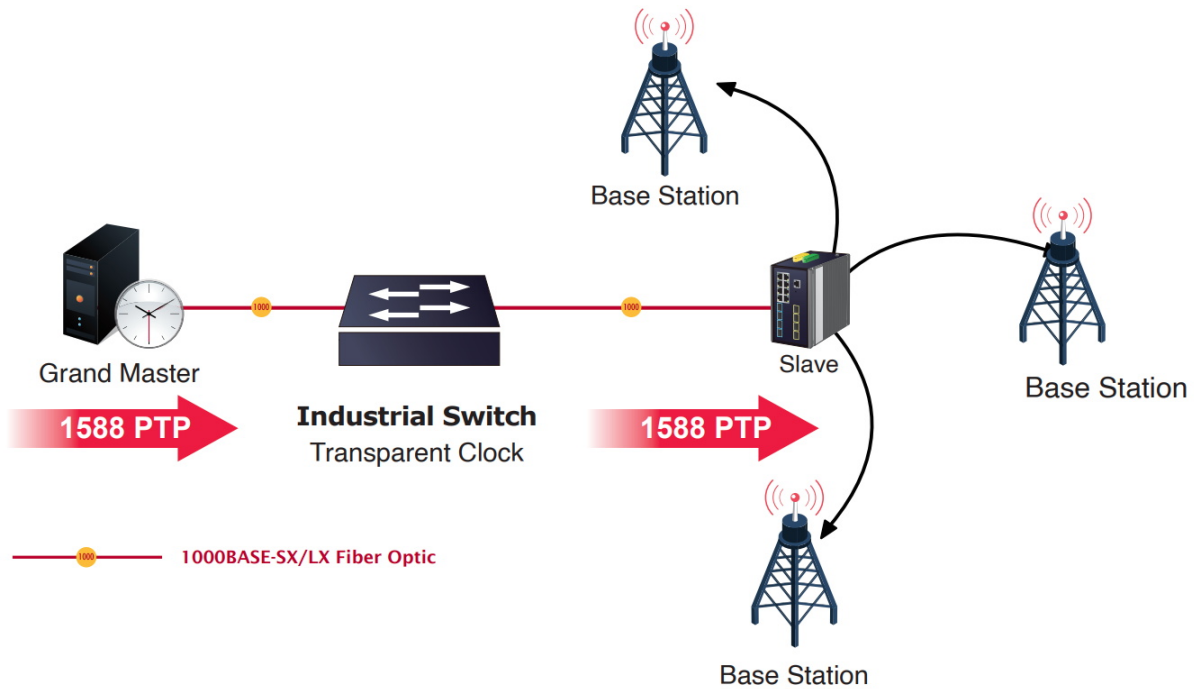 Base Station
1000
1000
Grand Master
Slave
Base Station
1588 PTP
Industrial Switch
Transparent Clock
1588 PTP
1000
1000BASE-SX/LX Fiber Optic
Base Station